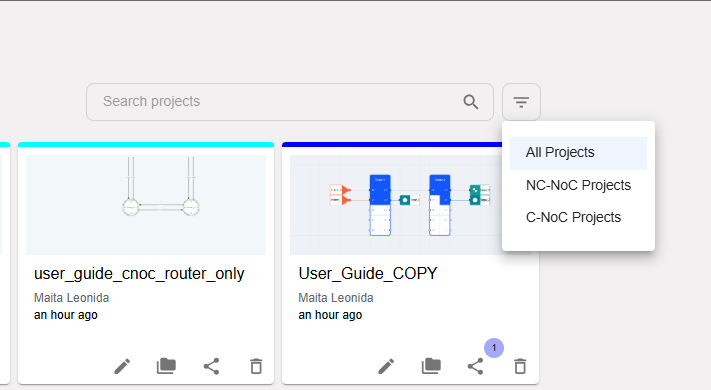 Search projects
All Projects
NC-NoC Projects
C-NoC Projects
user_guide_cnoc_router_only
Maita Leonida
an hour ago
User_Guide_COPY
Maita Leonida
an hour ago
1